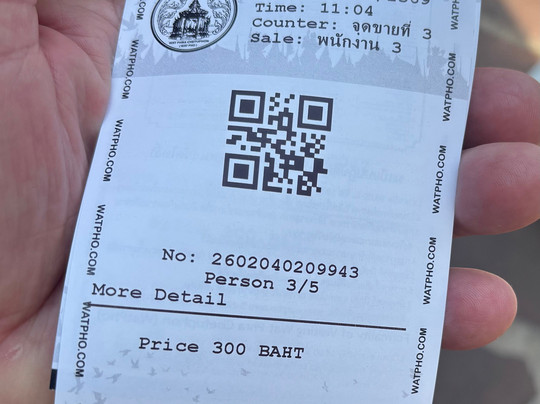 Time: 11:04
Counter: จุดขายที่ 3
Sale: พนักงาน 3
WATPHO.COM
WATPHO.COM
WATPHO.COM
WATPHO.COM
WATPHO.COM
WATPHO.COM
WATPHO.COM
WATPHO.COM
No: 2602040209943
Person 3/5
More Detail
Price 300 BAHT